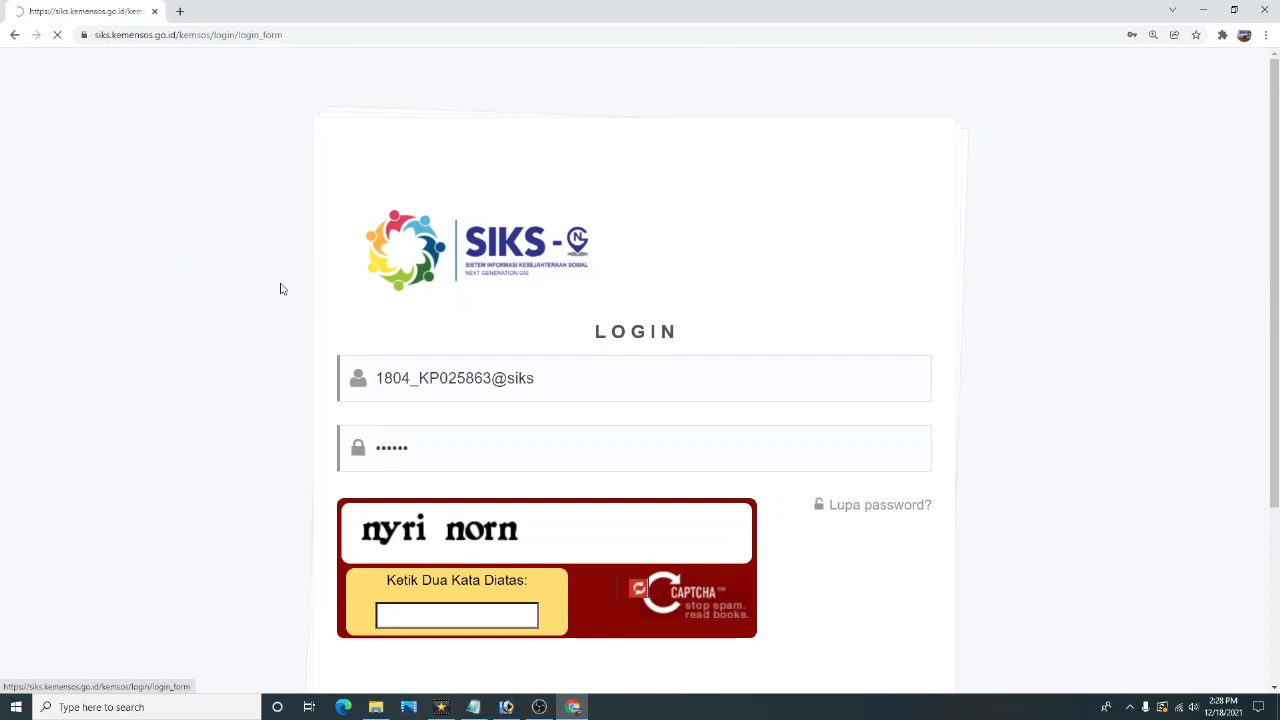 https://siks.kemensos.go.id/kem
siks.kemensos.go.id/kemsos/login/login_form
SIKS - NG
SISTEM INFORMASI KESEJAHTERAAN SOSIAL
NEXT GENERATION GIS
LOGIN
1804_KP025863@siks
••••••
Lupa password?
nyri norn
Ketik Dua Kata Diatas:
CAPTCHA™
stop spam.
read books.
https://siks.kemensos.go.id/kemsos/login/login_form
Type here to search
2:28 PM
12/18/2021